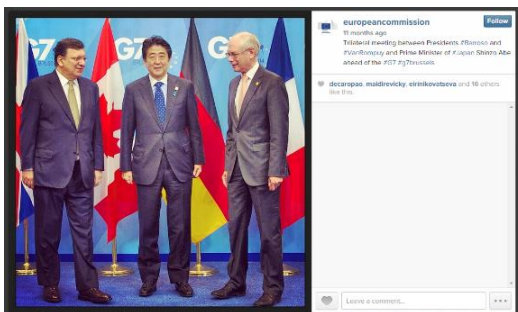 G7
G7
G7
europeancommission
Follow
11 months ago
Trilateral meeting between Presidents #Barroso and
#VanRompuy and Prime Minister of #Japan Shinzo Abe
ahead of the #G7 #g7brussels
decarepao, maidirevicky, eirinikovatseva and 16 others
like this.
Leave a comment...